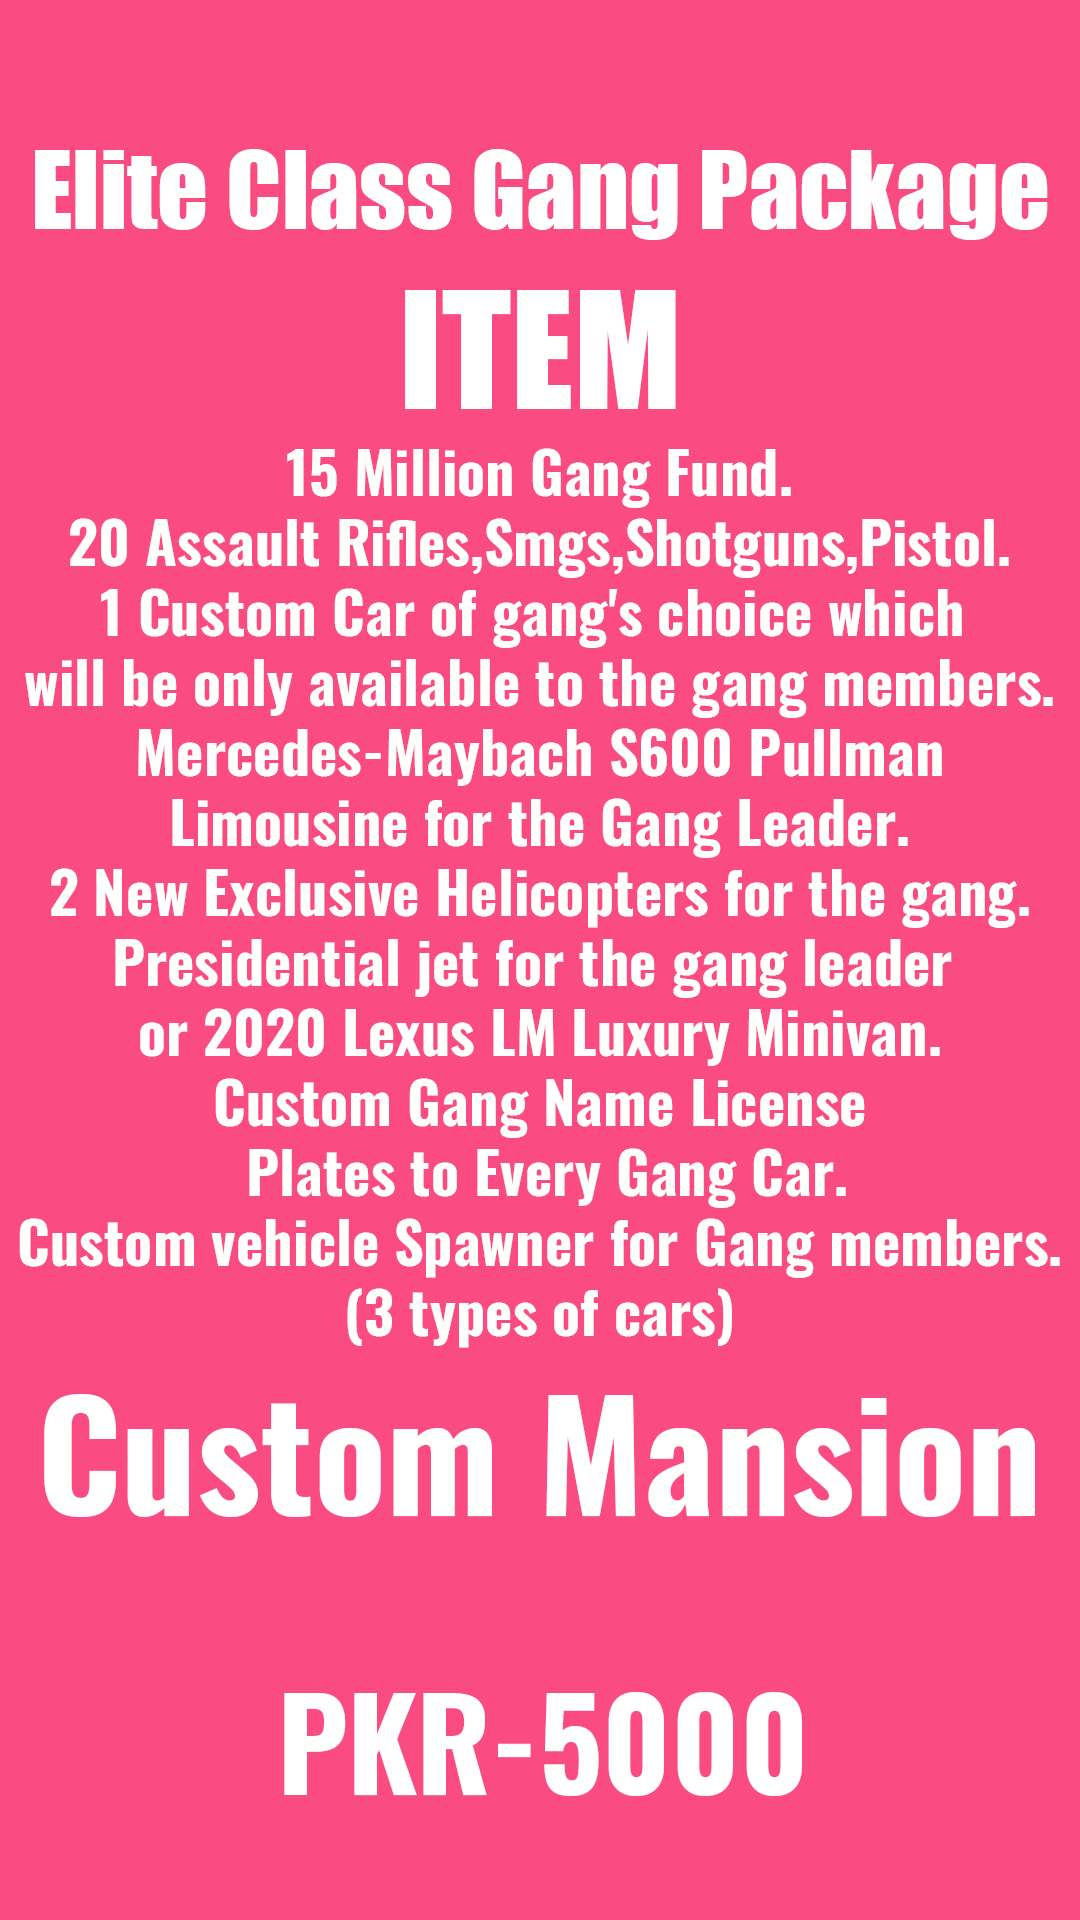 Elite Class Gang Package
ITEM
15 Million Gang Fund.
20 Assault Rifles,Smgs,Shotguns,Pistol.
1 Custom Car of gang's choice which
will be only available to the gang members.
Mercedes-Maybach S600 Pullman
Limousine for the Gang Leader.
2 New Exclusive Helicopters for the gang.
Presidential jet for the gang leader
or 2020 Lexus LM Luxury Minivan.
Custom Gang Name License
Plates to Every Gang Car.
Custom vehicle Spawner for Gang members.
(3 types of cars)
Custom Mansion
PKR-5000